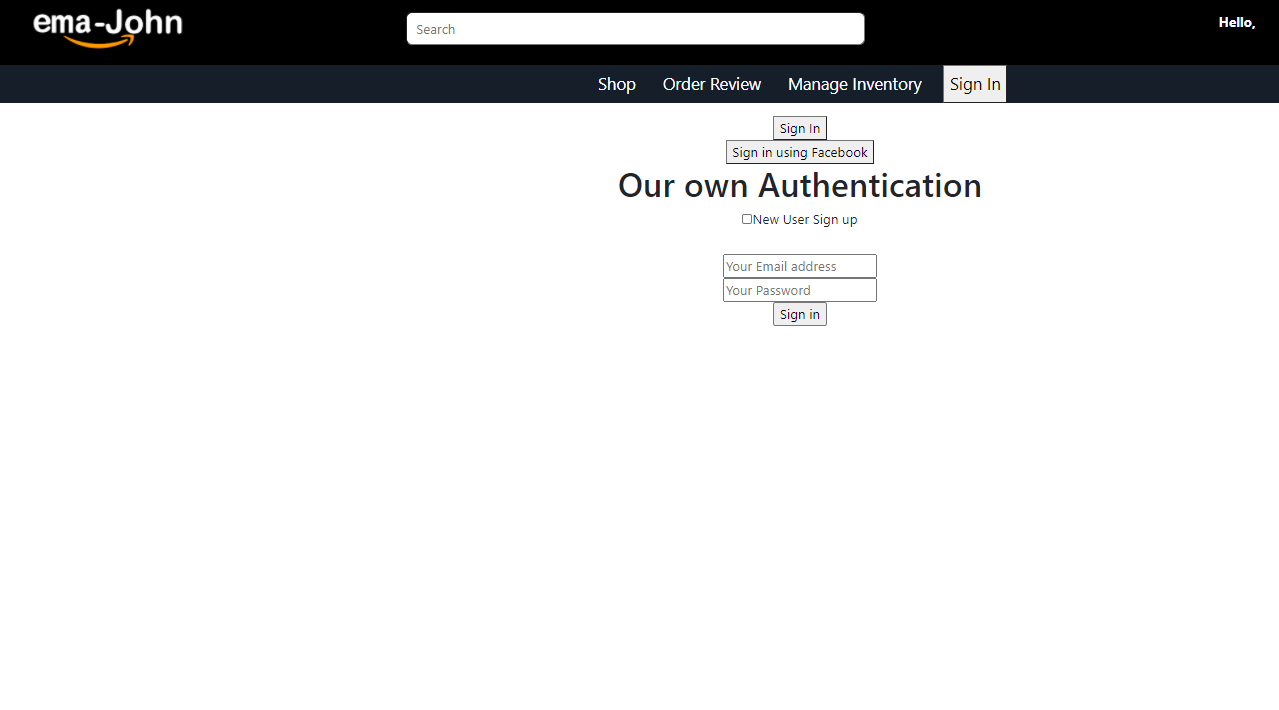 ema-John
Search
Hello,
Shop Order Review Manage Inventory Sign In
Sign In
Sign in using Facebook
Our own Authentication
New User Sign up
Your Email address
Your Password
Sign in